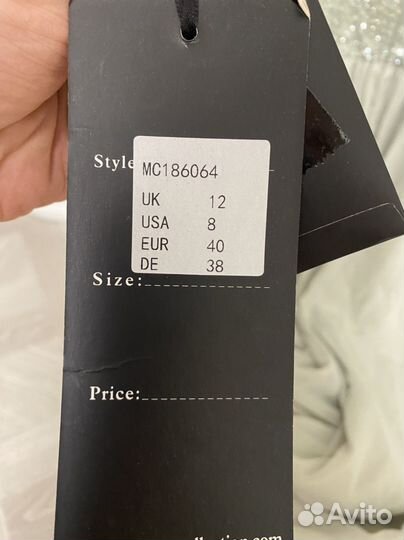 Style
MC186064
UK 12
USA 8
EUR 40
DE 38
Size:
Price:
Avito